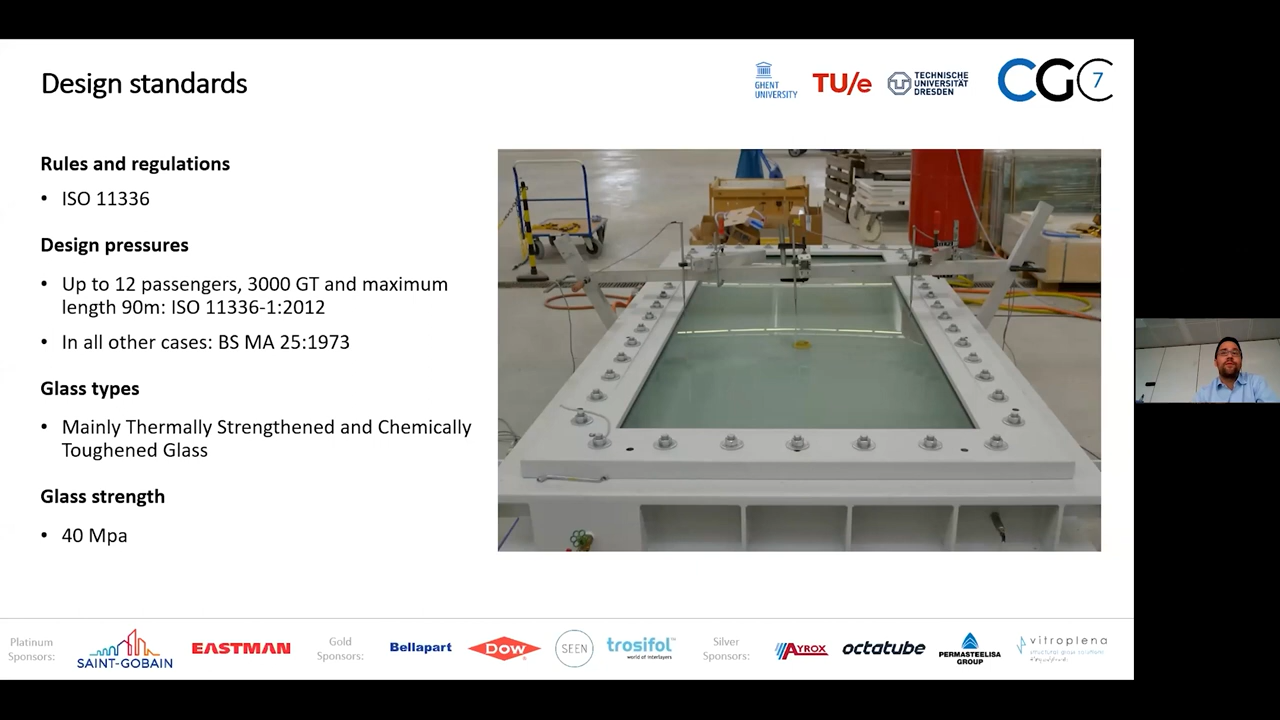 Design standards
GHENT
UNIVERSITY
TU/e
TECHNISCHE
UNIVERSITÄT
DRESDEN
CGC 7
Rules and regulations
• ISO 11336
Design pressures
• Up to 12 passengers, 3000 GT and maximum
length 90m: ISO 11336-1:2012
• In all other cases: BS MA 25:1973
Glass types
• Mainly Thermally Strengthened and Chemically
Toughened Glass
Glass strength
• 40 Mpa
Platinum
Sponsors:
SAINT-GOBAIN
EASTMAN
Gold
Sponsors:
Bellapart
DOW
SEEN
trosifol™
world of interlayers
Silver
Sponsors:
AYROX
octatube
PERMASTEELISA
GROUP
vitroplena
structural glass solutions